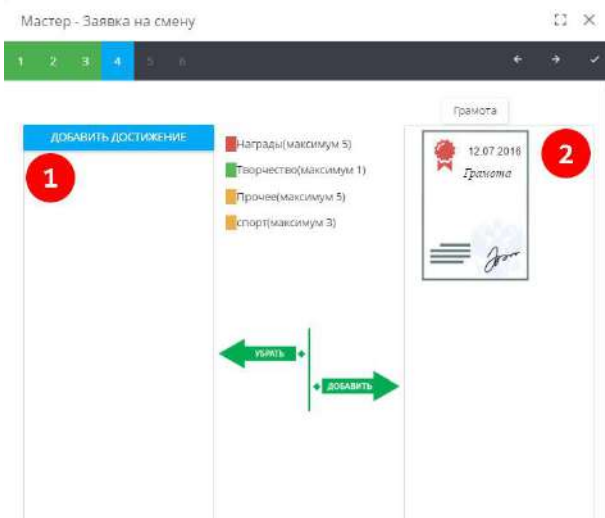 Мастер - Заявка на смену
1 2 3 4 5 6
Грамота
ДОБАВИТЬ ДОСТИЖЕНИЕ
1
Награды(максимум 5)
Творчество(максимум 1)
Прочее(максимум 5)
спорт(максимум 3)
12.07.2016
Грамота
2
УБРАТЬ
ДОБАВИТЬ